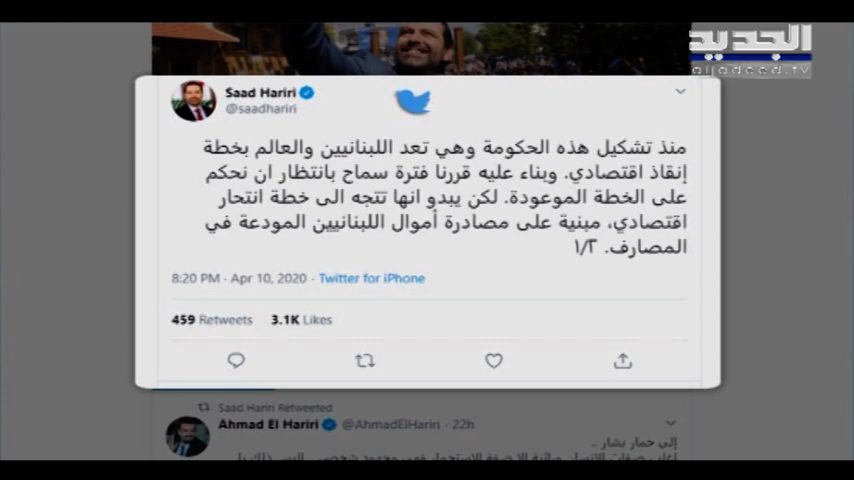 الجديد
aljadeed.tv
Saad Hariri
@saadhariri
منذ تشكيل هذه الحكومة وهي تعد اللبنانيين والعالم بخطة
إنقاذ اقتصادي. وبناء عليه قررنا فترة سماح بانتظار ان نحكم
على الخطة الموعودة. لكن يبدو انها تتجه الى خطة انتحار
اقتصادي، مبنية على مصادرة أموال اللبنانيين المودعة في
المصارف. ١/٢
8:20 PM · Apr 10, 2020 · Twitter for iPhone
459 Retweets 3.1K Likes
Saad Hariri Retweeted
Ahmad El Hariri @AhmadElHariri · 22h
إلى حمار بشار ..